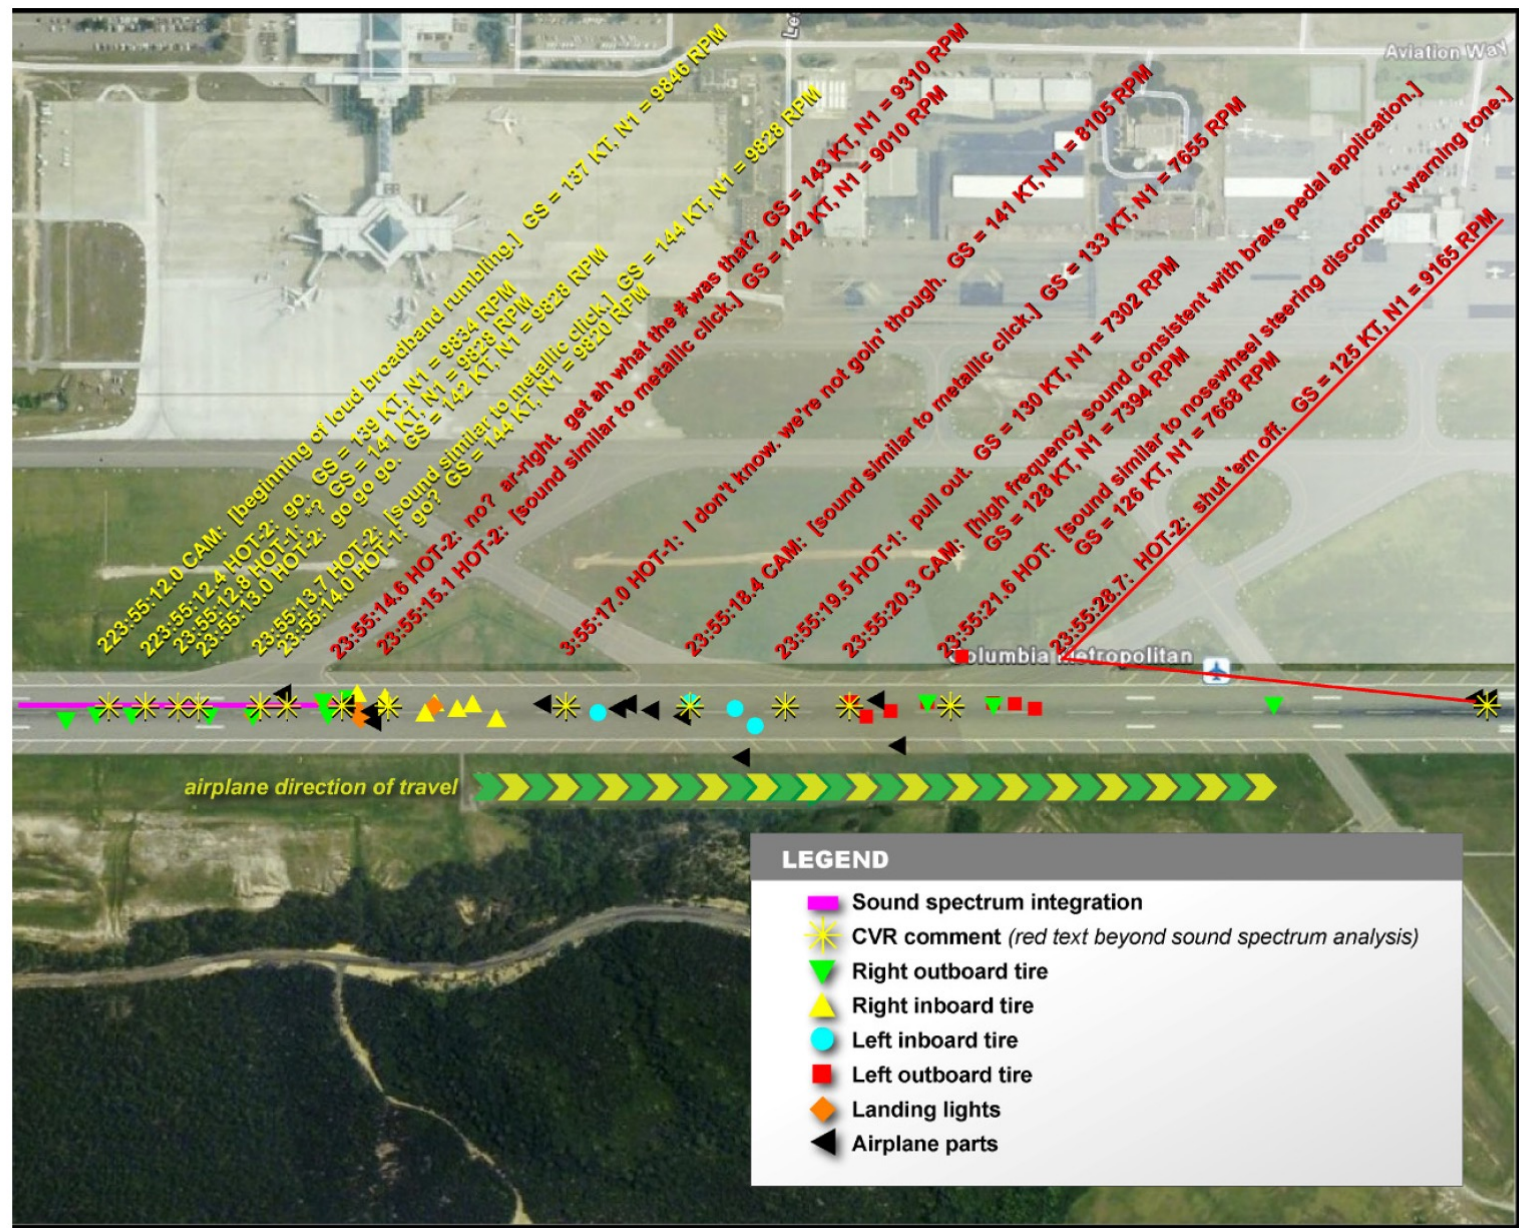 Le
Aviation Way
223:55:12.0 CAM: [beginning of loud broadband rumbling.] GS = 137 KT, N1 = 9846 RPM
223:55:12.4 HOT-2: go. GS = 139 KT, N1 = 9834 RPM
23:55:12.8 HOT-1: *? GS = 141 KT, N1 = 9828 RPM
23:55:13.0 HOT-2: go go go. GS = 142 KT, N1 = 9828 RPM
23:55:13.7 HOT-2: [sound similar to metallic click.] GS = 144 KT, N1 = 9828 RPM
23:55:14.0 HOT-1: go? GS = 144 KT, N1 = 9820 RPM
23:55:14.6 HOT-2: no? ar-right. get ah what the # was that? GS = 143 KT, N1 = 9310 RPM
23:55:15.1 HOT-2: [sound similar to metallic click.] GS = 142 KT, N1 = 9010 RPM
3:55:17.0 HOT-1: I don't know. we're not goin' though. GS = 141 KT, N1 = 8105 RPM
23:55:18.4 CAM: [sound similar to metallic click.] GS = 133 KT, N1 = 7655 RPM
23:55:19.5 HOT-1: pull out. GS = 130 KT, N1 = 7302 RPM
23:55:20.3 CAM: [high frequency sound consistent with brake pedal application.]
GS = 128 KT, N1 = 7394 RPM
23:55:21.6 HOT: [sound similar to nosewheel steering disconnect warning tone.]
GS = 126 KT, N1 = 7668 RPM
23:55:28.7: HOT-2: shut 'em off. GS = 125 KT, N1 = 9165 RPM
olumbia Metropolitan
airplane direction of travel
LEGEND
Sound spectrum integration
CVR comment (red text beyond sound spectrum analysis)
Right outboard tire
Right inboard tire
Left inboard tire
Left outboard tire
Landing lights
Airplane parts